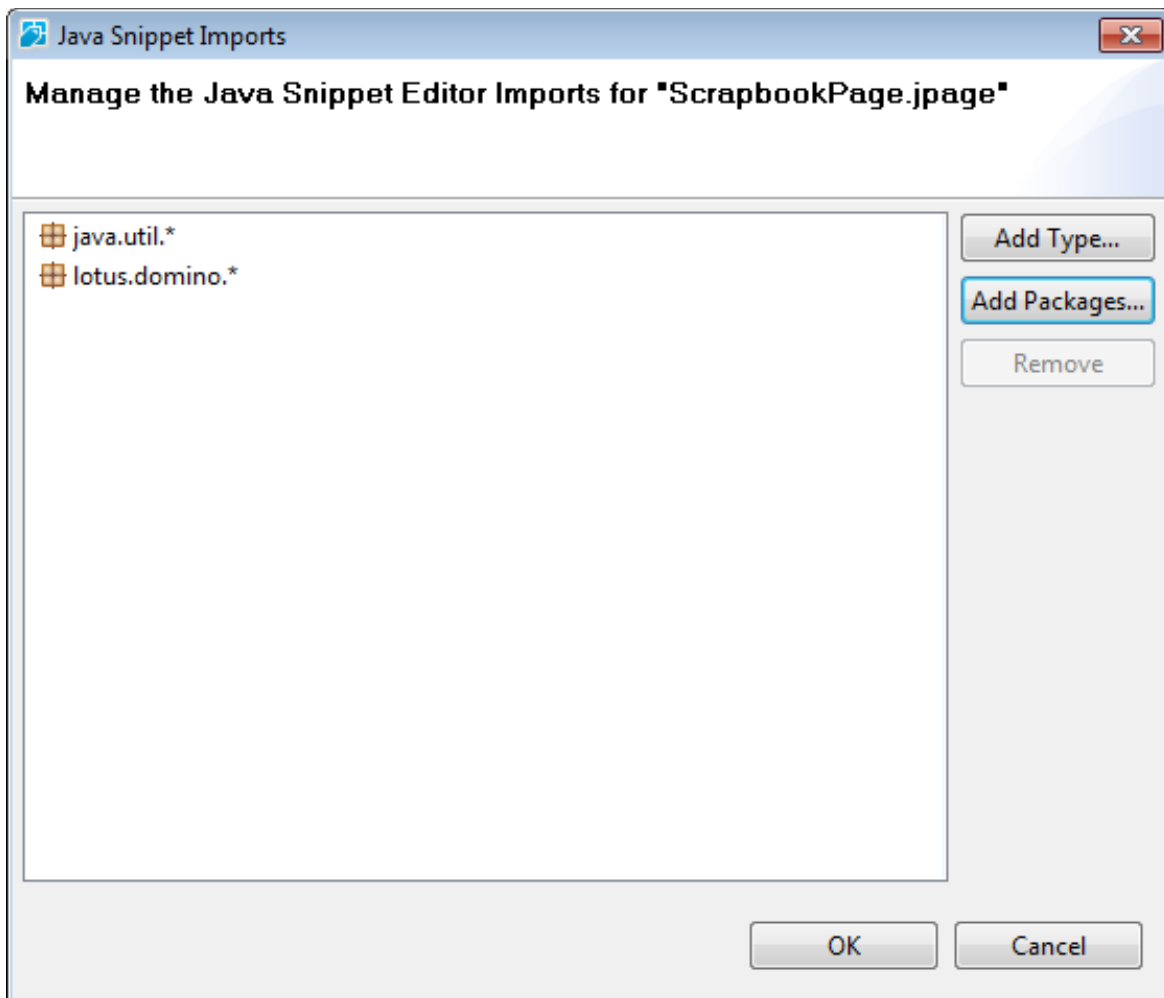 Java Snippet Imports
Manage the Java Snippet Editor Imports for "ScrapbookPage.jpage"
java.util.*
lotus.domino.*
Add Type...
Add Packages...
Remove
OK
Cancel